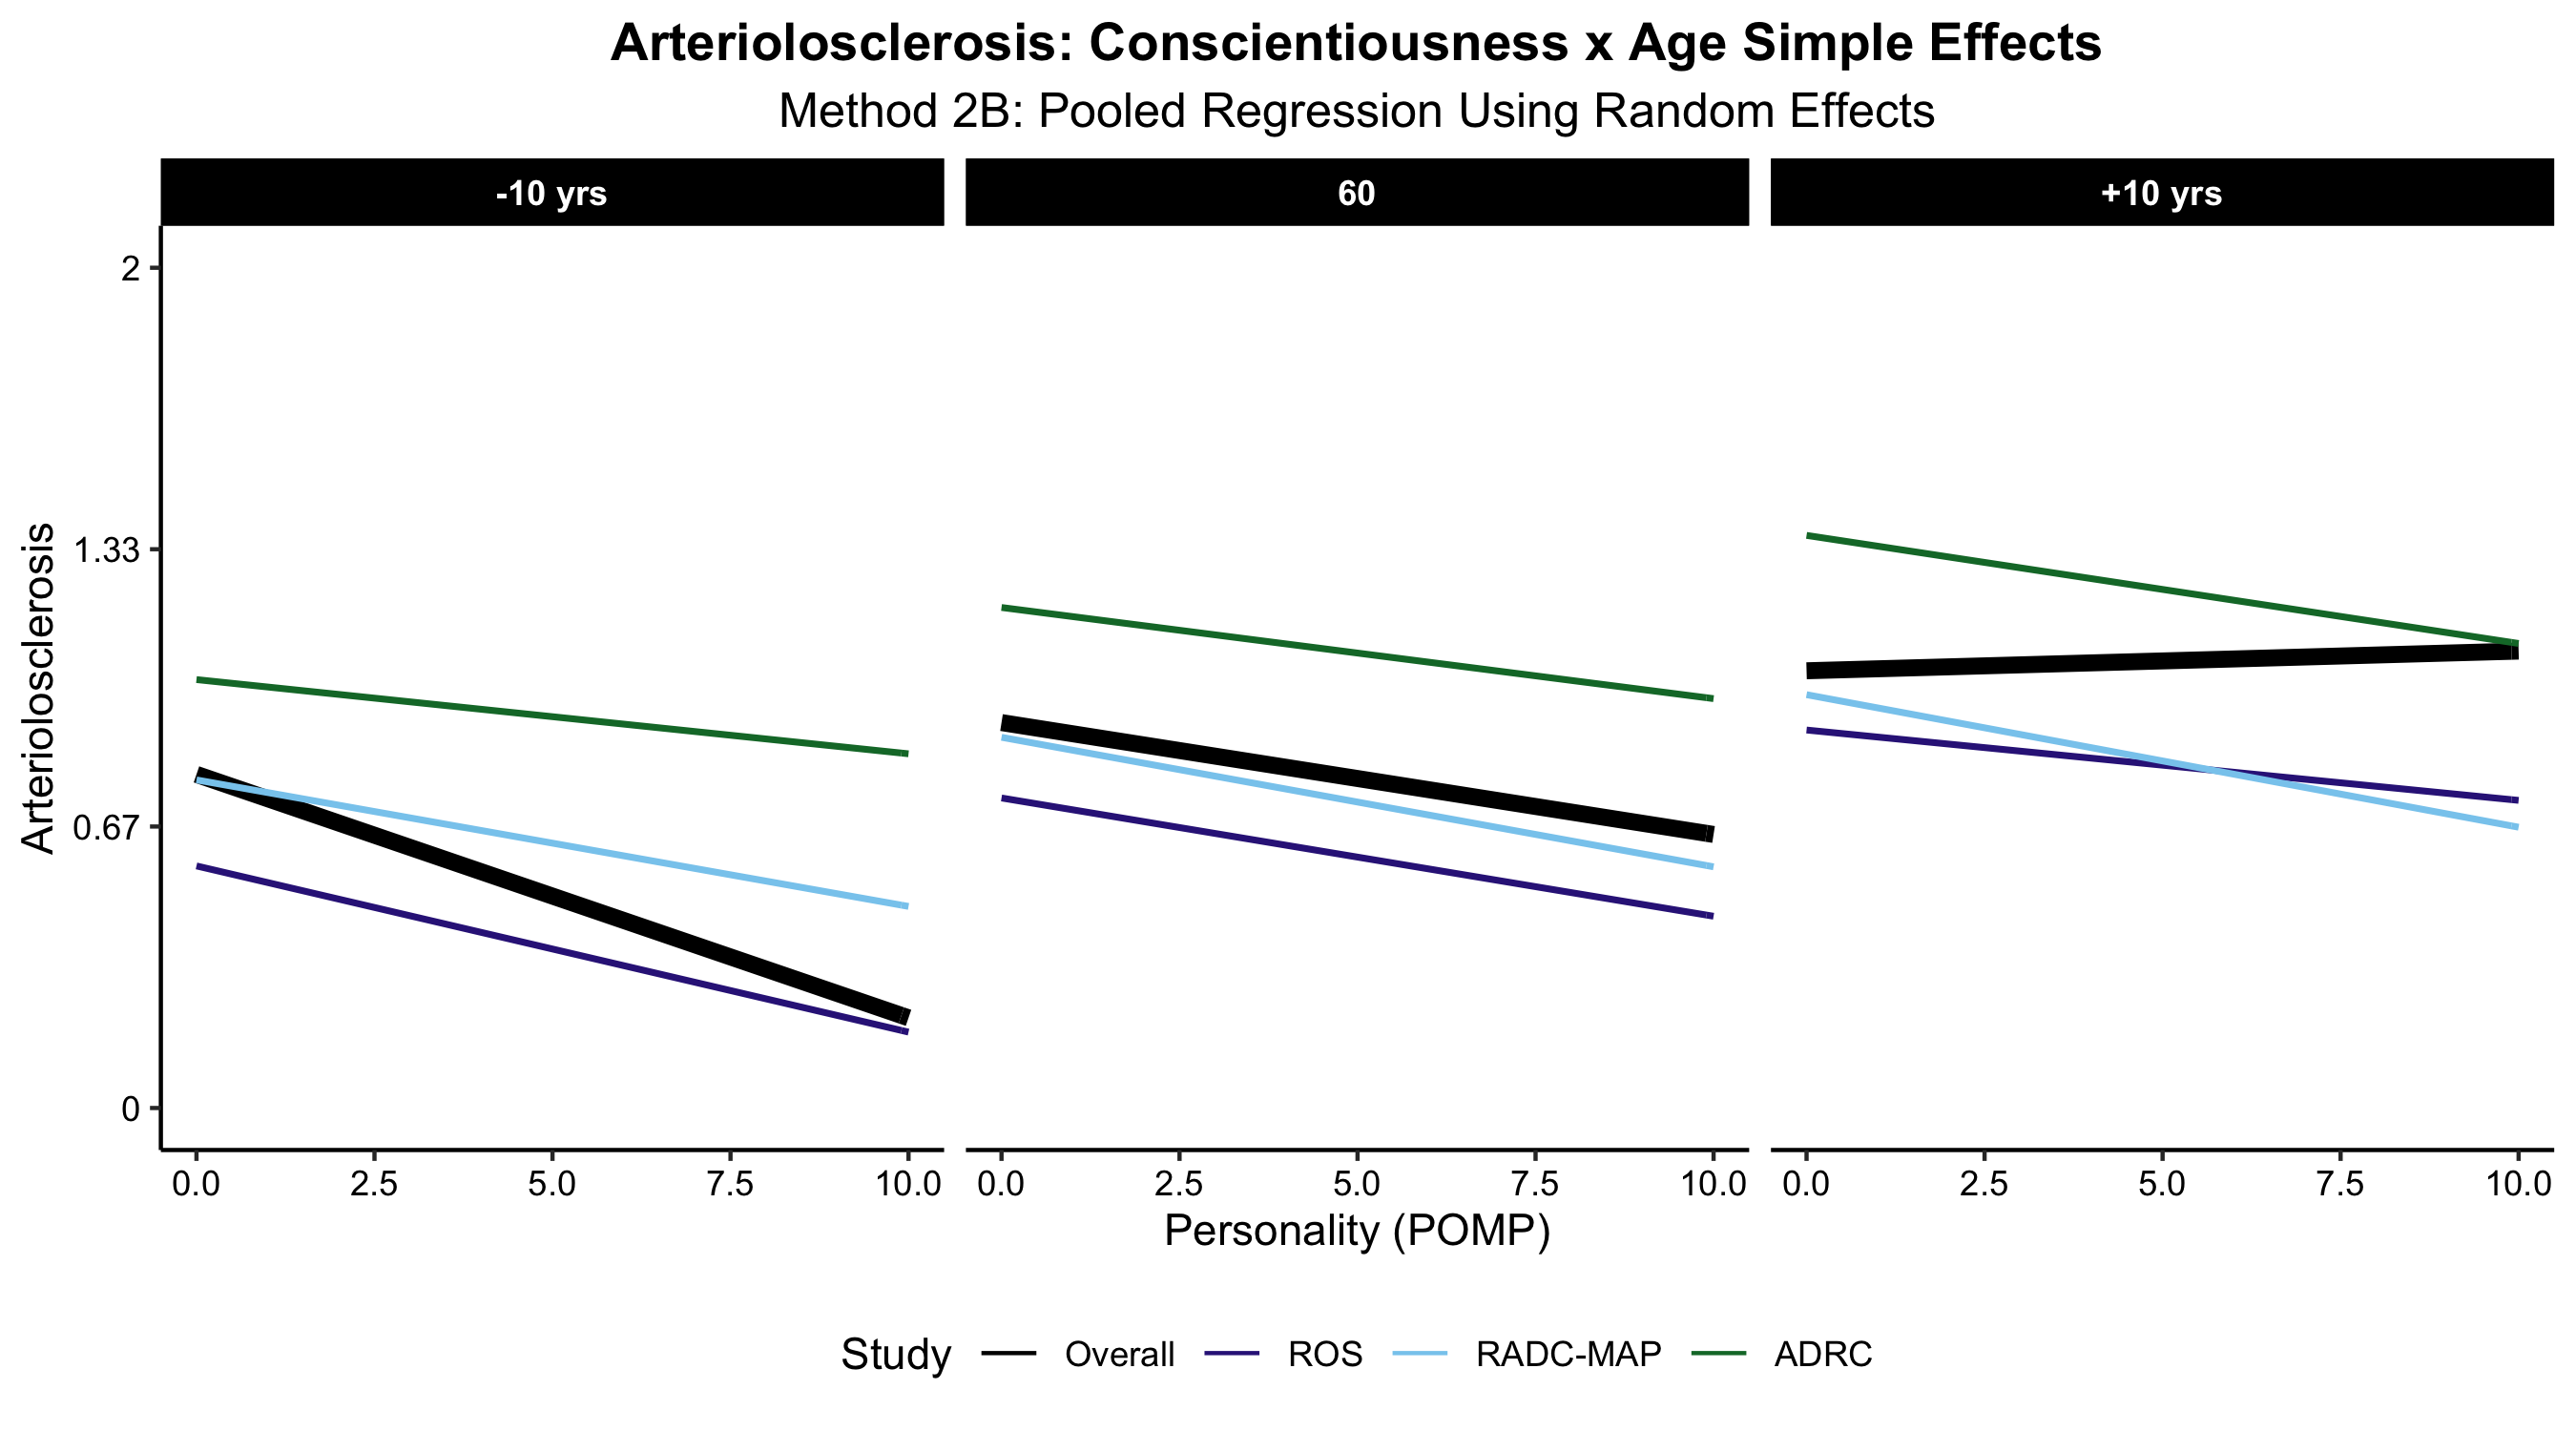 Arteriolosclerosis: Conscientiousness x Age Simple Effects
Method 2B: Pooled Regression Using Random Effects
-10 yrs
60
+10 yrs
Arteriolosclerosis
2
1.33
0.67
0
0.0 2.5 5.0 7.5 10.0
0.0 2.5 5.0 7.5 10.0
0.0 2.5 5.0 7.5 10.0
Personality (POMP)
Study Overall ROS RADC-MAP ADRC